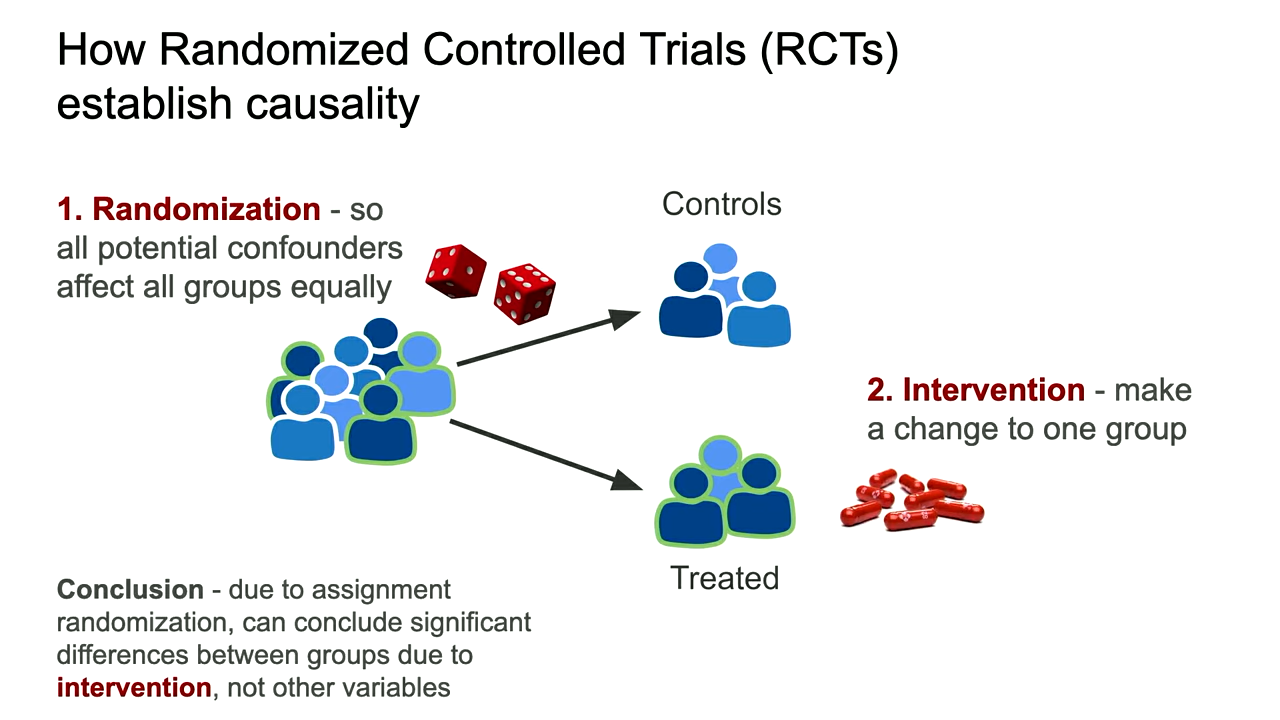 How Randomized Controlled Trials (RCTs)
establish causality
1. Randomization - so
all potential confounders
affect all groups equally
Controls
2. Intervention - make
a change to one group
Treated
Conclusion - due to assignment
randomization, can conclude significant
differences between groups due to
intervention, not other variables